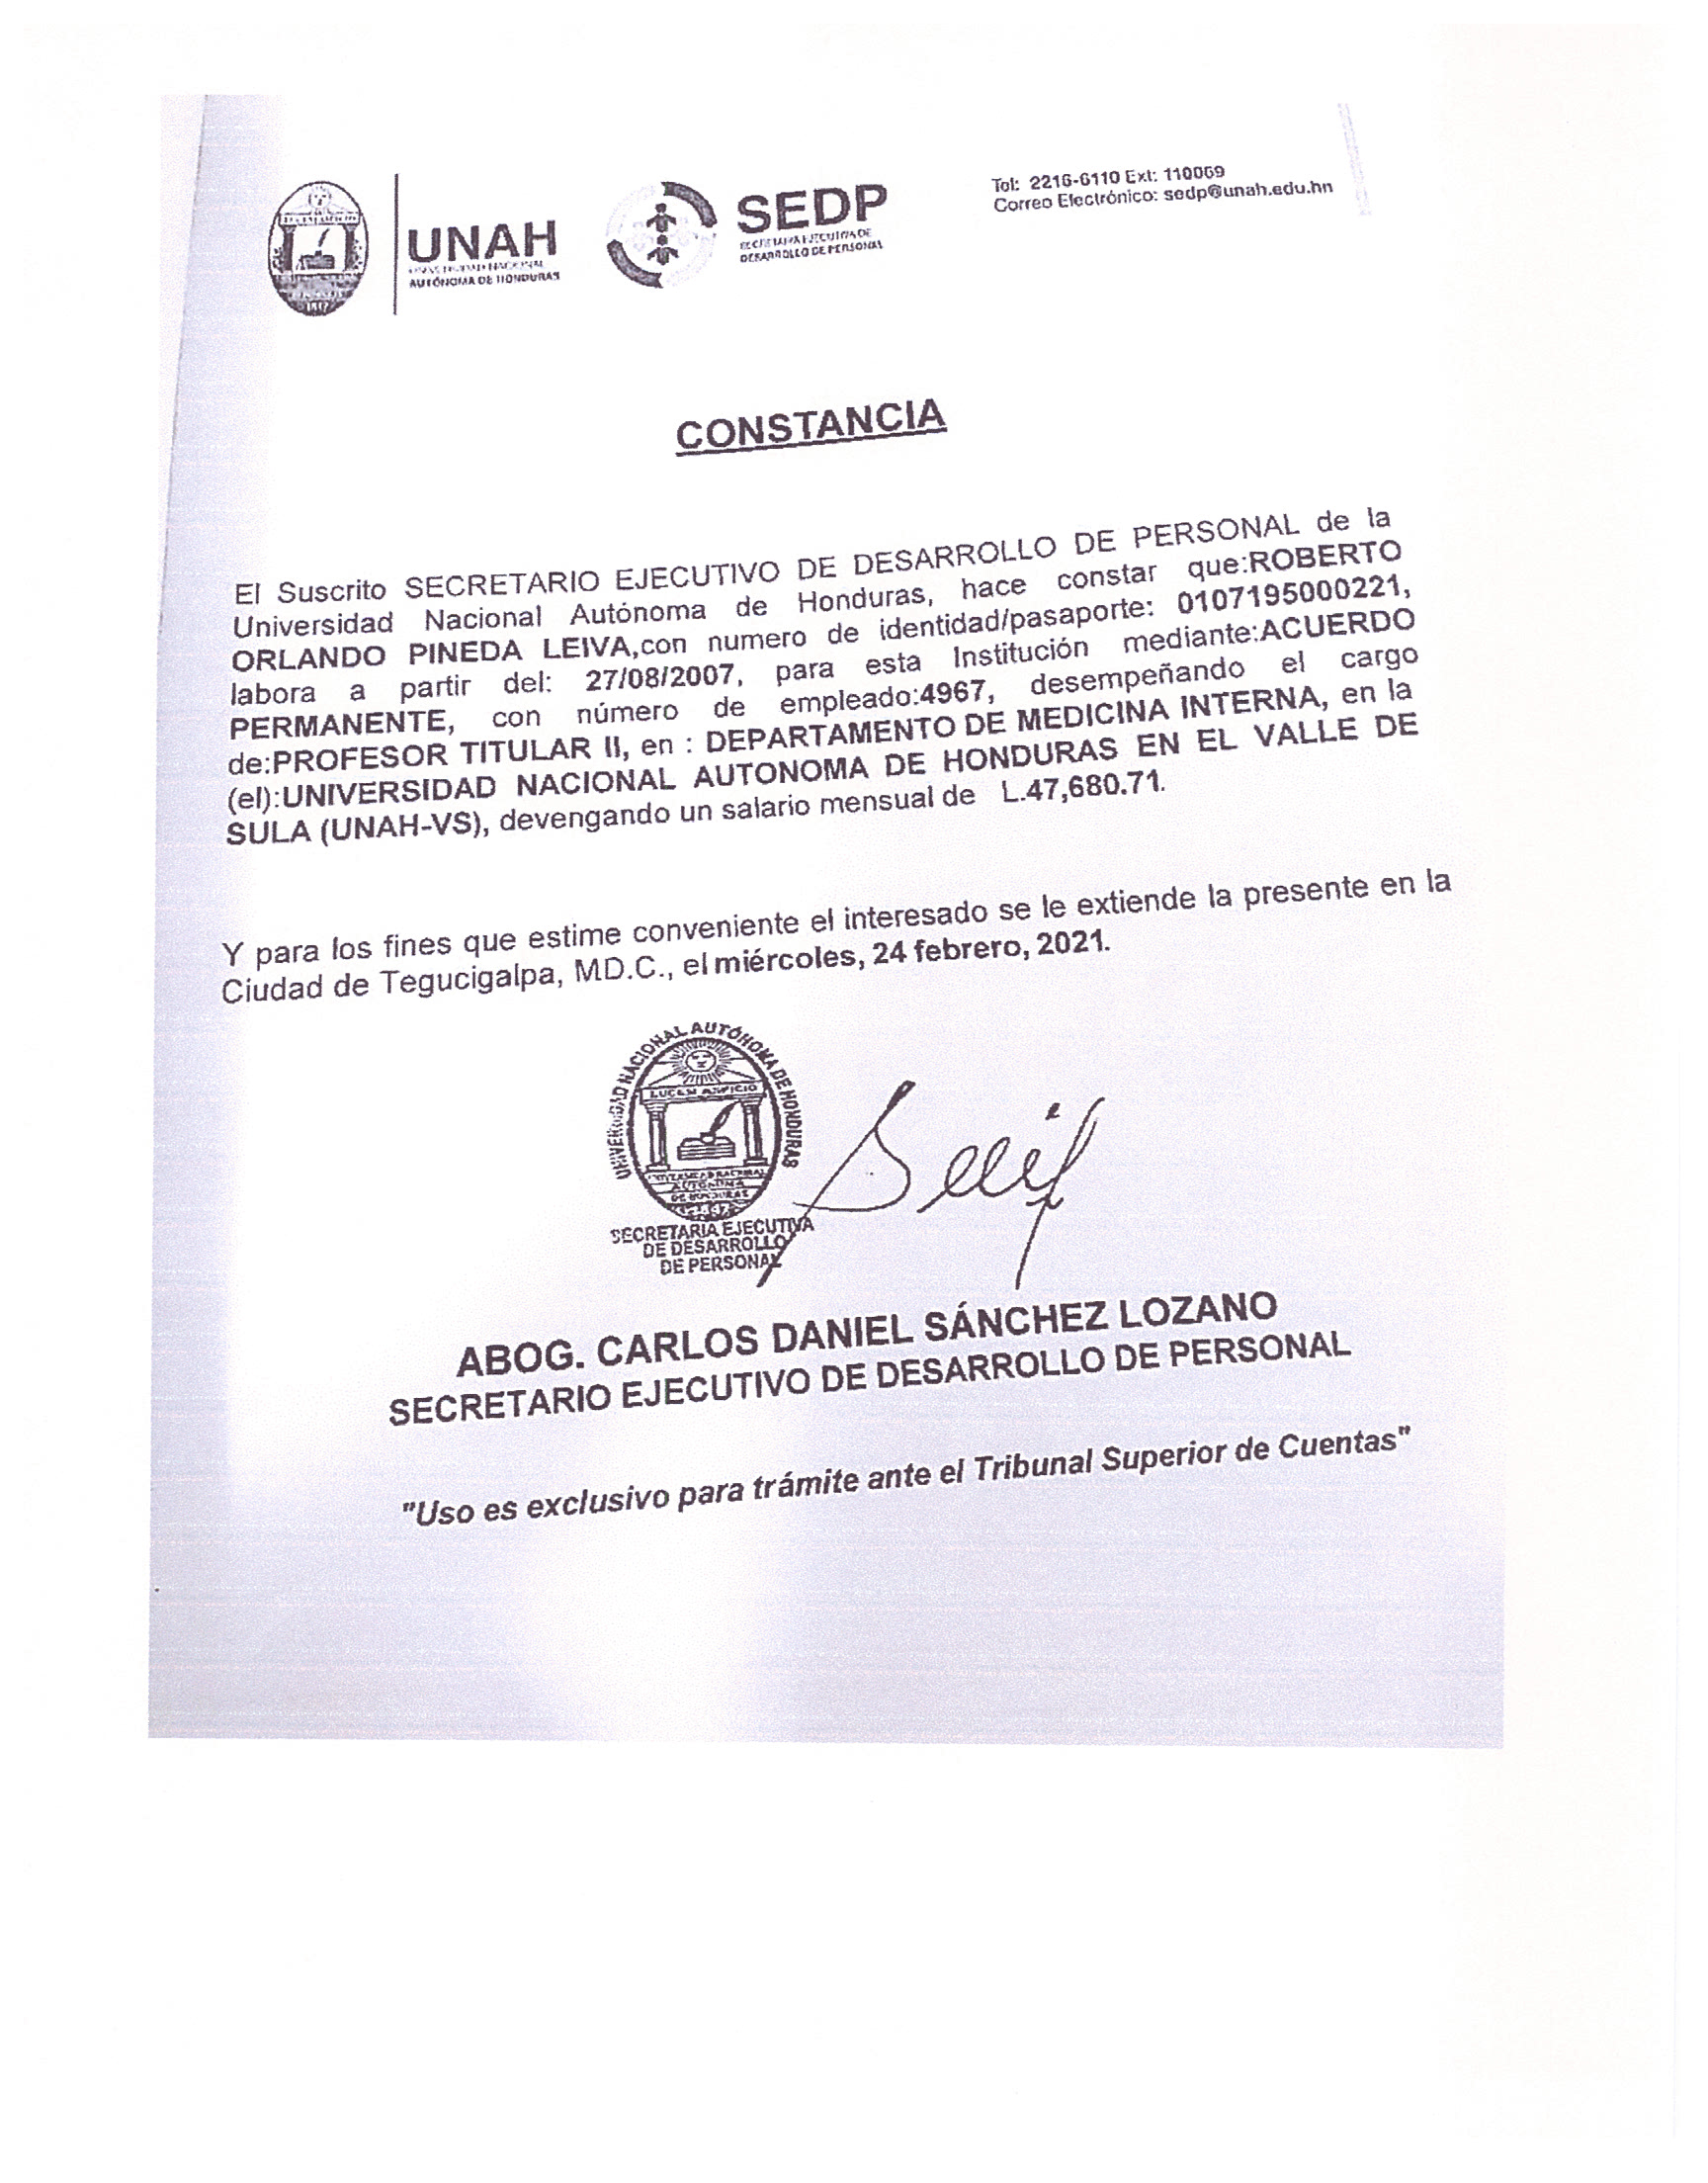 UNAH
UNIVERSIDAD NACIONAL
AUTÓNOMA DE HONDURAS
1847
SEDP
SECRETARIA EJECUTIVA DE
DESARROLLO DE PERSONAL
Tel: 2216-6110 Ext: 110069
Correo Electrónico: sedp@unah.edu.hn
CONSTANCIA
El Suscrito SECRETARIO EJECUTIVO DE DESARROLLO DE PERSONAL de la
Universidad Nacional Autónoma de Honduras, hace constar que:ROBERTO
ORLANDO PINEDA LEIVA,con numero de identidad/pasaporte: 0107195000221,
labora a partir del: 27/08/2007, para esta Institución mediante:ACUERDO
PERMANENTE, con número de empleado:4967, desempeñando el cargo
de:PROFESOR TITULAR II, en : DEPARTAMENTO DE MEDICINA INTERNA, en la
(el):UNIVERSIDAD NACIONAL AUTONOMA DE HONDURAS EN EL VALLE DE
SULA (UNAH-VS), devengando un salario mensual de L.47,680.71.
Y para los fines que estime conveniente el interesado se le extiende la presente en la
Ciudad de Tegucigalpa, MD.C., el miércoles, 24 febrero, 2021.
UNIVERSIDAD NACIONAL AUTÓNOMA DE HONDURAS
LUCEM ASPICIO
UNIVERSIDAD NACIONAL
AUTÓNOMA
DE HONDURAS
SECRETARIA EJECUTIVA
DE DESARROLLO
DE PERSONAL
ABOG. CARLOS DANIEL SÁNCHEZ LOZANO
SECRETARIO EJECUTIVO DE DESARROLLO DE PERSONAL
"Uso es exclusivo para trámite ante el Tribunal Superior de Cuentas"